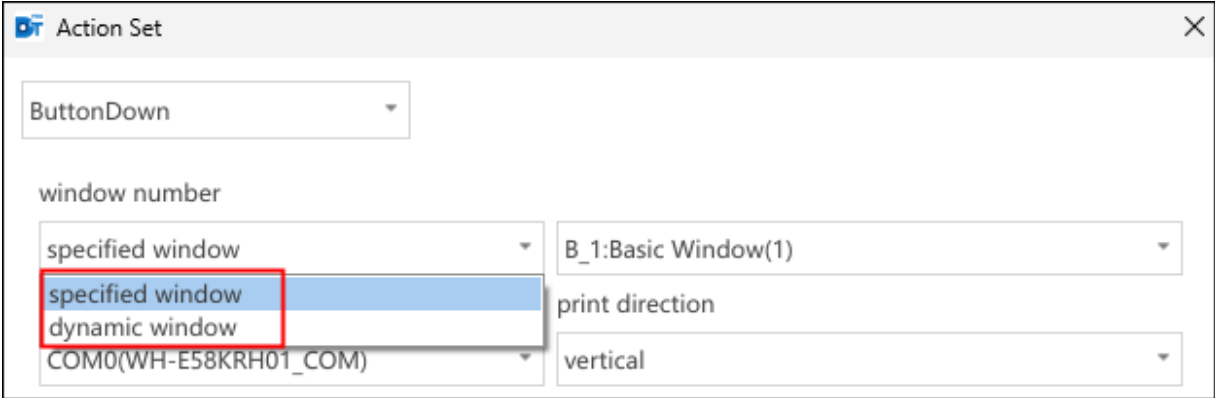 DT Action Set
ButtonDown
window number
specified window B_1:Basic Window(1)
specified window
dynamic window
print direction
COM0(WH-E58KRH01_COM) vertical